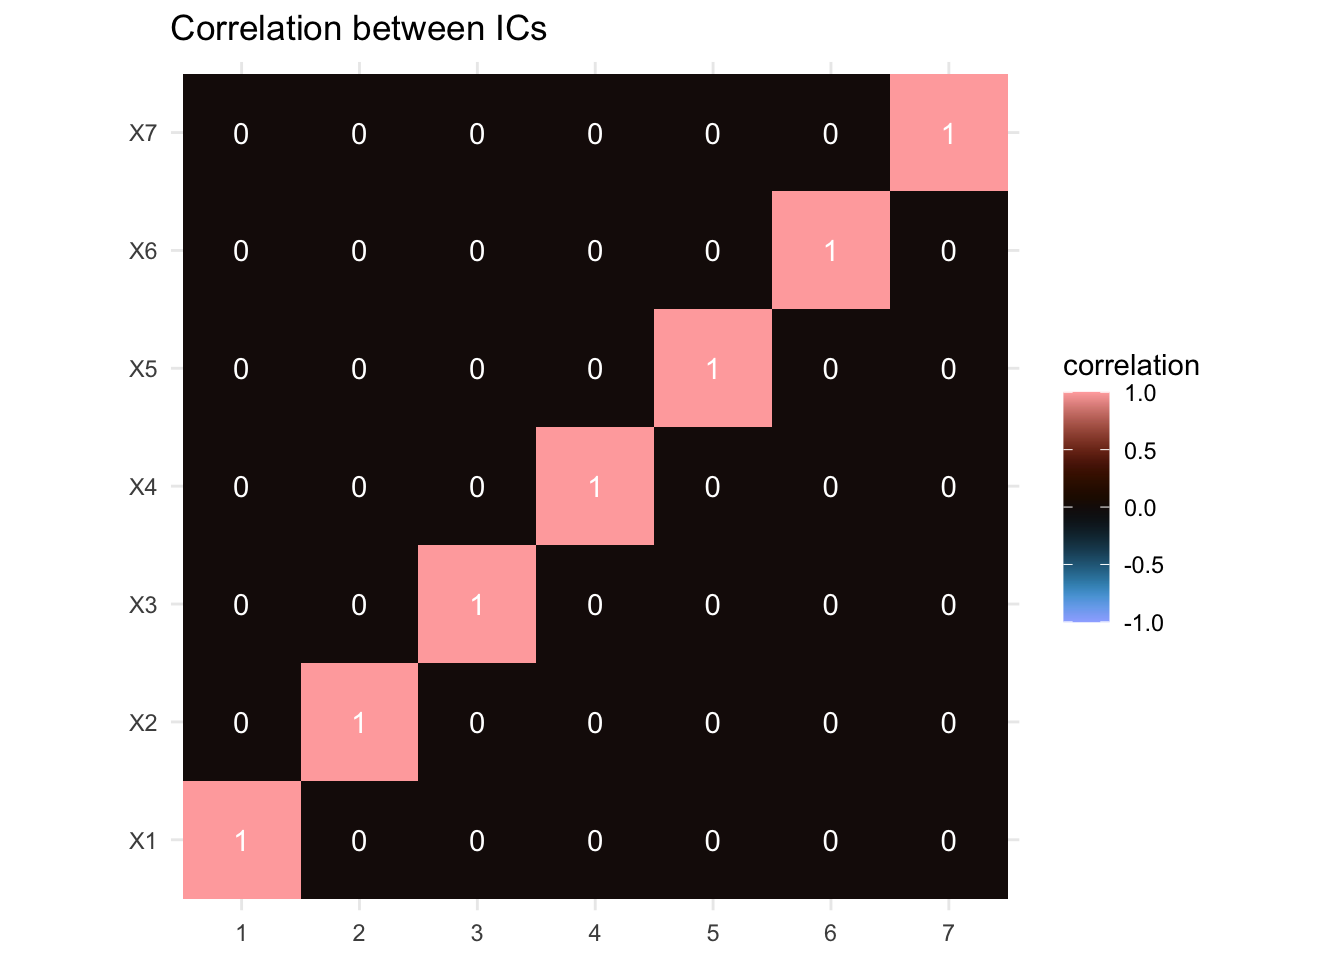 Correlation between ICs
X7 0 0 0 0 0 0 1
X6 0 0 0 0 0 1 0
X5 0 0 0 0 1 0 0
X4 0 0 0 1 0 0 0
X3 0 0 1 0 0 0 0
X2 0 1 0 0 0 0 0
X1 1 0 0 0 0 0 0
1 2 3 4 5 6 7
correlation
1.0
0.5
0.0
-0.5
-1.0